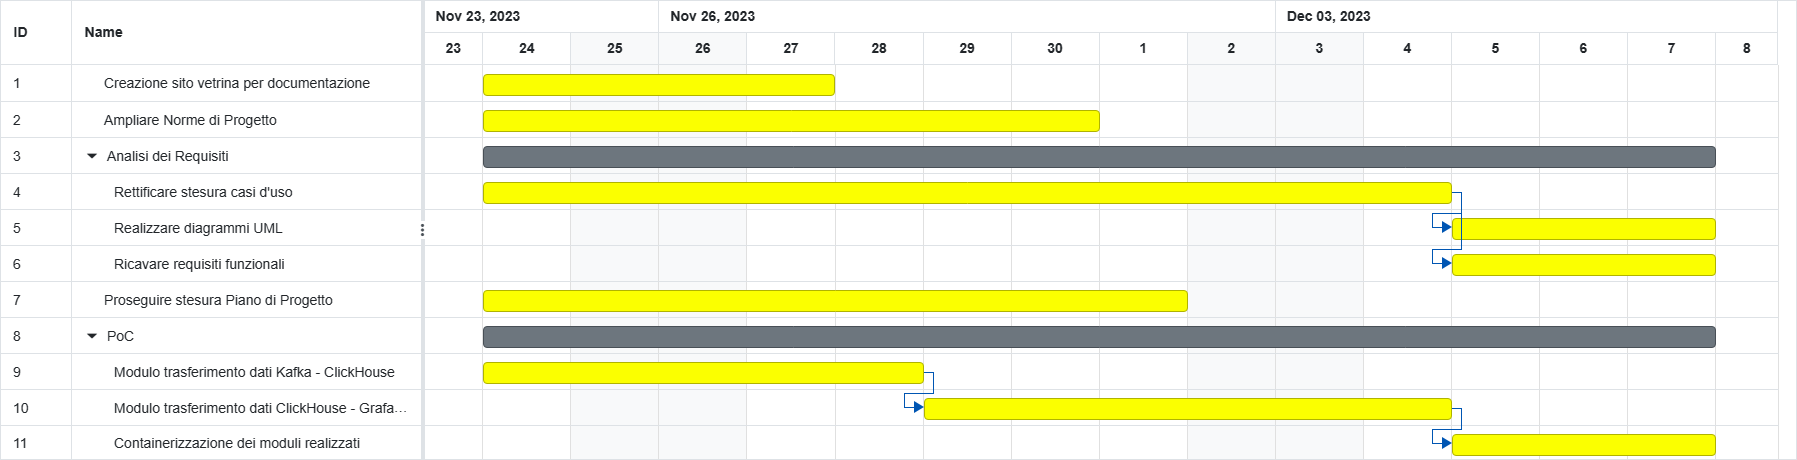 ID Name Nov 23, 2023 Nov 26, 2023 Dec 03, 2023
23 24 25 26 27 28 29 30 1 2 3 4 5 6 7 8
1 Creazione sito vetrina per documentazione
2 Ampliare Norme di Progetto
3 Analisi dei Requisiti
4 Rettificare stesura casi d'uso
5 Realizzare diagrammi UML
6 Ricavare requisiti funzionali
7 Proseguire stesura Piano di Progetto
8 PoC
9 Modulo trasferimento dati Kafka - ClickHouse
10 Modulo trasferimento dati ClickHouse - Grafa...
11 Containerizzazione dei moduli realizzati